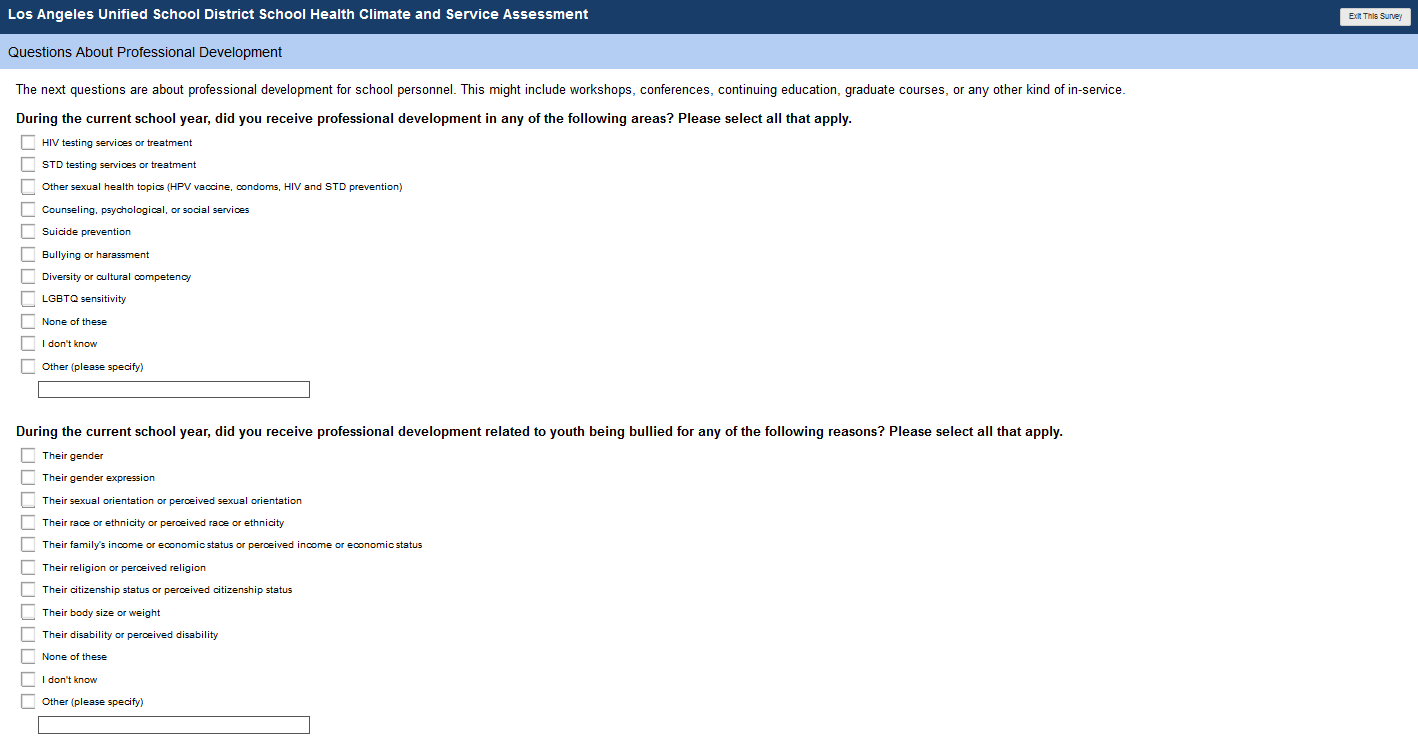 Los Angeles Unified School District School Health Climate and Service Assessment
Exit This Survey
Questions About Professional Development
The next questions are about professional development for school personnel. This might include workshops, conferences, continuing education, graduate courses, or any other kind of in-service.
During the current school year, did you receive professional development in any of the following areas? Please select all that apply.
HIV testing services or treatment
STD testing services or treatment
Other sexual health topics (HPV vaccine, condoms, HIV and STD prevention)
Counseling, psychological, or social services
Suicide prevention
Bullying or harassment
Diversity or cultural competency
LGBTQ sensitivity
None of these
I don't know
Other (please specify)
During the current school year, did you receive professional development related to youth being bullied for any of the following reasons? Please select all that apply.
Their gender
Their gender expression
Their sexual orientation or perceived sexual orientation
Their race or ethnicity or perceived race or ethnicity
Their family's income or economic status or perceived income or economic status
Their religion or perceived religion
Their citizenship status or perceived citizenship status
Their body size or weight
Their disability or perceived disability
None of these
I don't know
Other (please specify)